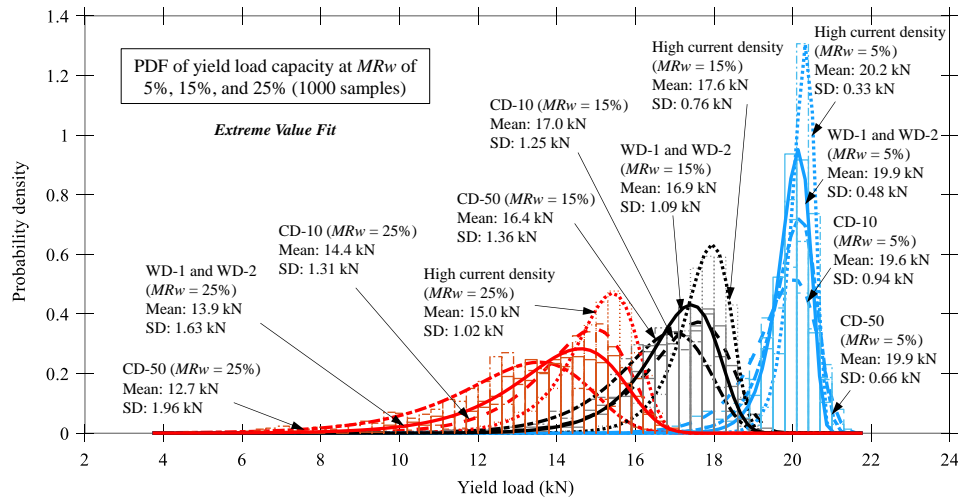 PDF of yield load capacity at MRw of
5%, 15%, and 25% (1000 samples)
Extreme Value Fit
High current density
(MRw = 5%)
Mean: 20.2 kN
SD: 0.33 kN
High current density
(MRw = 15%)
Mean: 17.6 kN
SD: 0.76 kN
CD-10 (MRw = 15%)
Mean: 17.0 kN
SD: 1.25 kN
WD-1 and WD-2
(MRw = 15%)
Mean: 16.9 kN
SD: 1.09 kN
WD-1 and WD-2
(MRw = 5%)
Mean: 19.9 kN
SD: 0.48 kN
CD-50 (MRw = 15%)
Mean: 16.4 kN
SD: 1.36 kN
CD-10
(MRw = 5%)
Mean: 19.6 kN
SD: 0.94 kN
CD-10 (MRw = 25%)
Mean: 14.4 kN
SD: 1.31 kN
WD-1 and WD-2
(MRw = 25%)
Mean: 13.9 kN
SD: 1.63 kN
High current density
(MRw = 25%)
Mean: 15.0 kN
SD: 1.02 kN
CD-50
(MRw = 5%)
Mean: 19.9 kN
SD: 0.66 kN
CD-50 (MRw = 25%)
Mean: 12.7 kN
SD: 1.96 kN
Probability density
1.4
1.2
1
0.8
0.6
0.4
0.2
0
2 4 6 8 10 12 14 16 18 20 22 24
Yield load (kN)